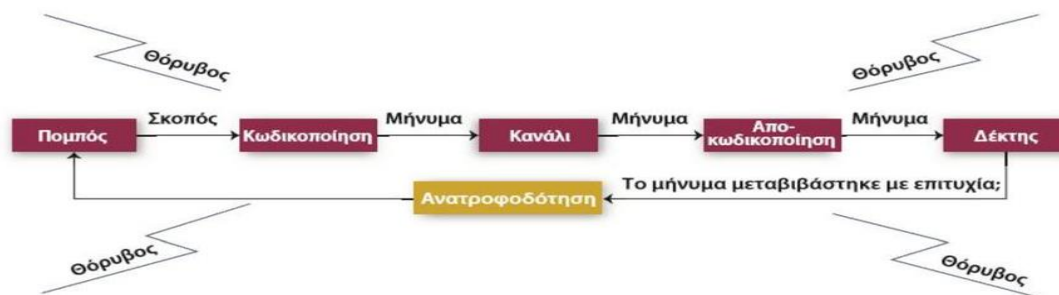 Θόρυβος
Θόρυβος
Πομπός
Σκοπός
Κωδικοποίηση
Μήνυμα
Κανάλι
Μήνυμα
Απο-
κωδικοποίηση
Μήνυμα
Δέκτης
Το μήνυμα μεταβιβάστηκε με επιτυχία;
Ανατροφοδότηση
Θόρυβος
Θόρυβος